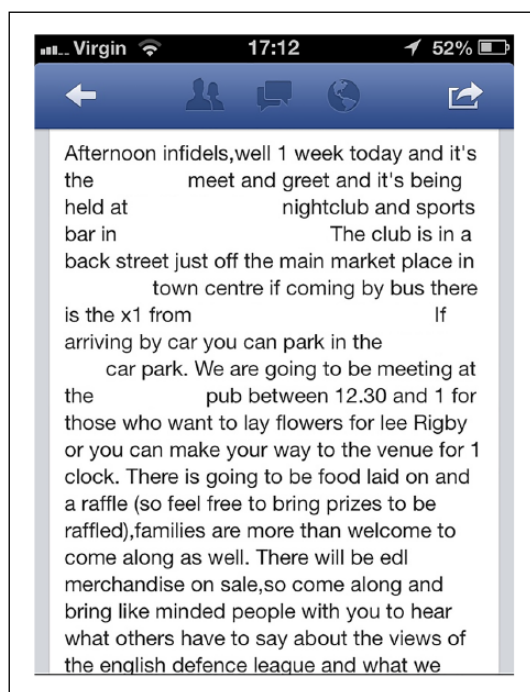 Virgin 17:12 52%
Afternoon infidels,well 1 week today and it's
the meet and greet and it's being
held at nightclub and sports
bar in The club is in a
back street just off the main market place in
town centre if coming by bus there
is the x1 from If
arriving by car you can park in the
car park. We are going to be meeting at
the pub between 12.30 and 1 for
those who want to lay flowers for lee Rigby
or you can make your way to the venue for 1
clock. There is going to be food laid on and
a raffle (so feel free to bring prizes to be
raffled),families are more than welcome to
come along as well. There will be edl
merchandise on sale,so come along and
bring like minded people with you to hear
what others have to say about the views of
the english defence league and what we